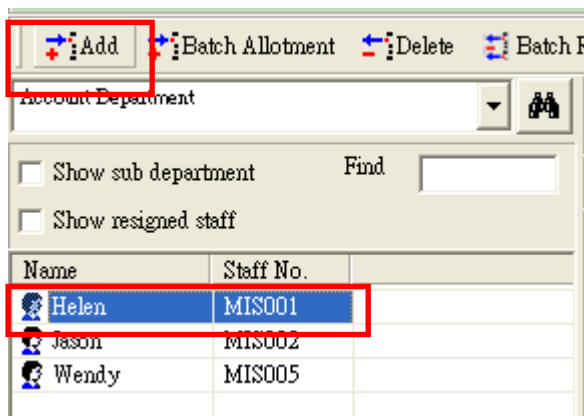 Add Batch Allotment Delete Batch
Account Department
Show sub department Find
Show resigned staff
Name Staff No.
Helen MIS001
Jason MIS002
Wendy MIS005